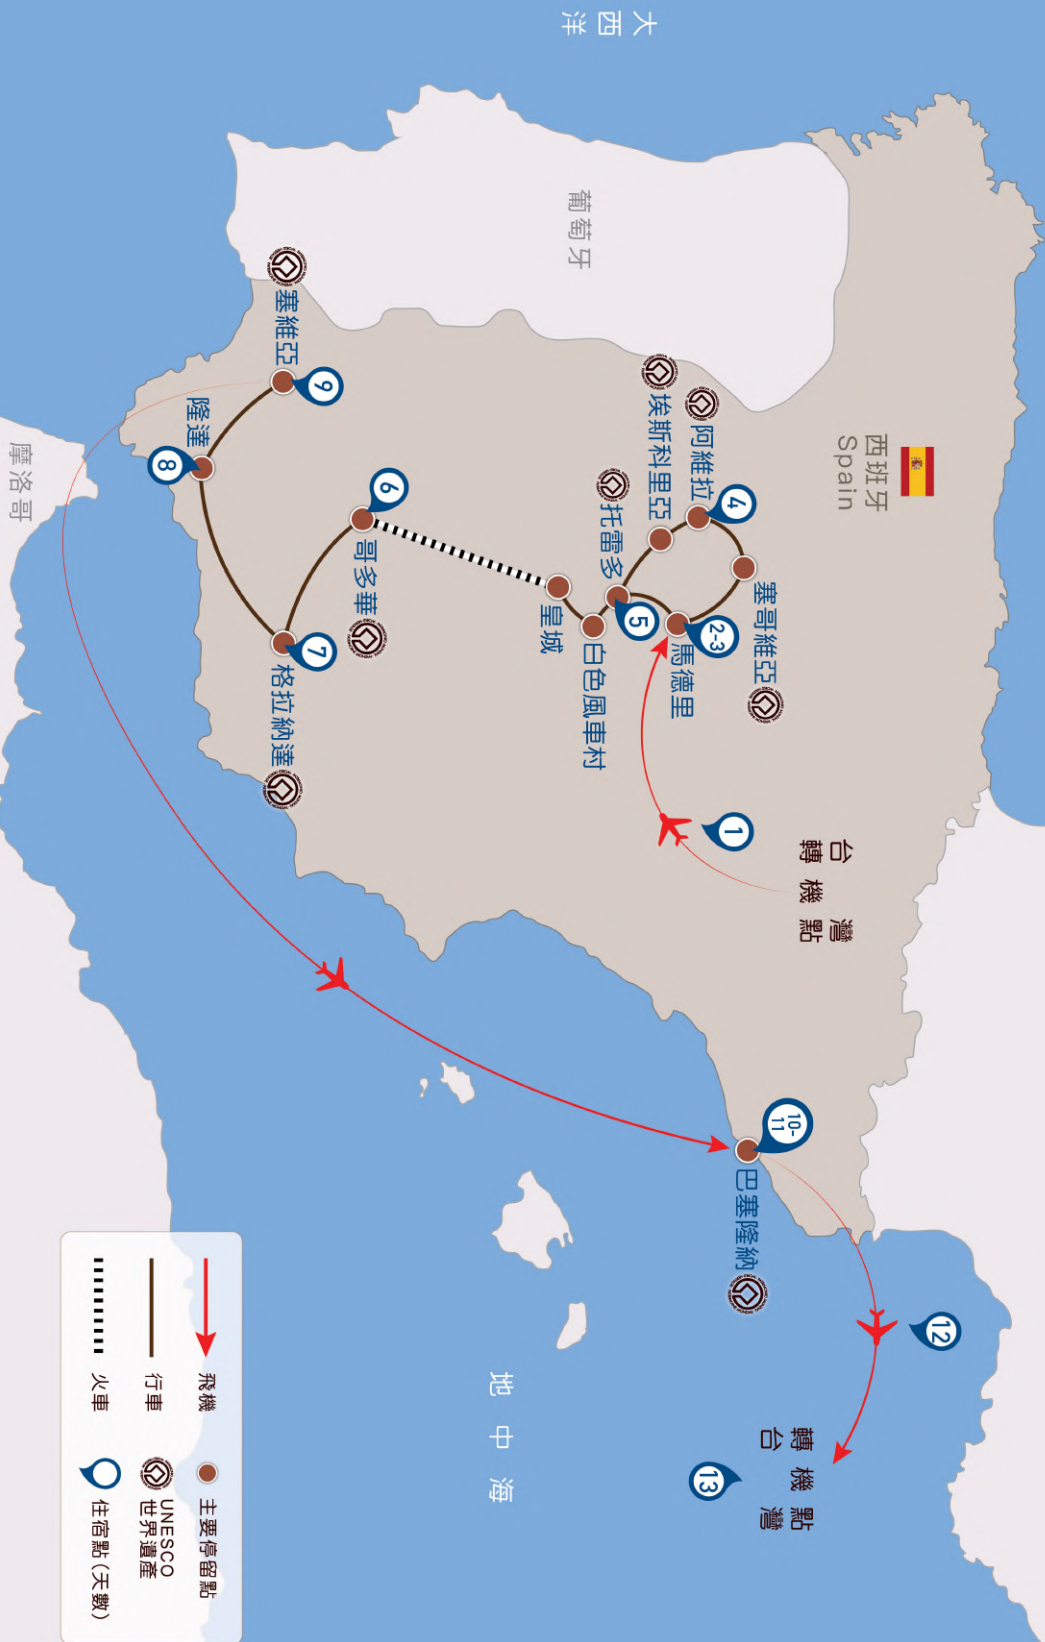 大西洋
葡萄牙
西班牙
Spain
摩洛哥
地中海
台灣
轉機點
1
塞哥維亞
2-3
馬德里
4
阿維拉
埃斯科里亞
5
托雷多
白色風車村
皇城
6
哥多華
7
格拉納達
8
隆達
9
塞維亞
10-
11
巴塞隆納
12
轉機點
台灣
13
飛機
行車
火車
主要停留點
UNESCO
世界遺產
住宿點(天數)